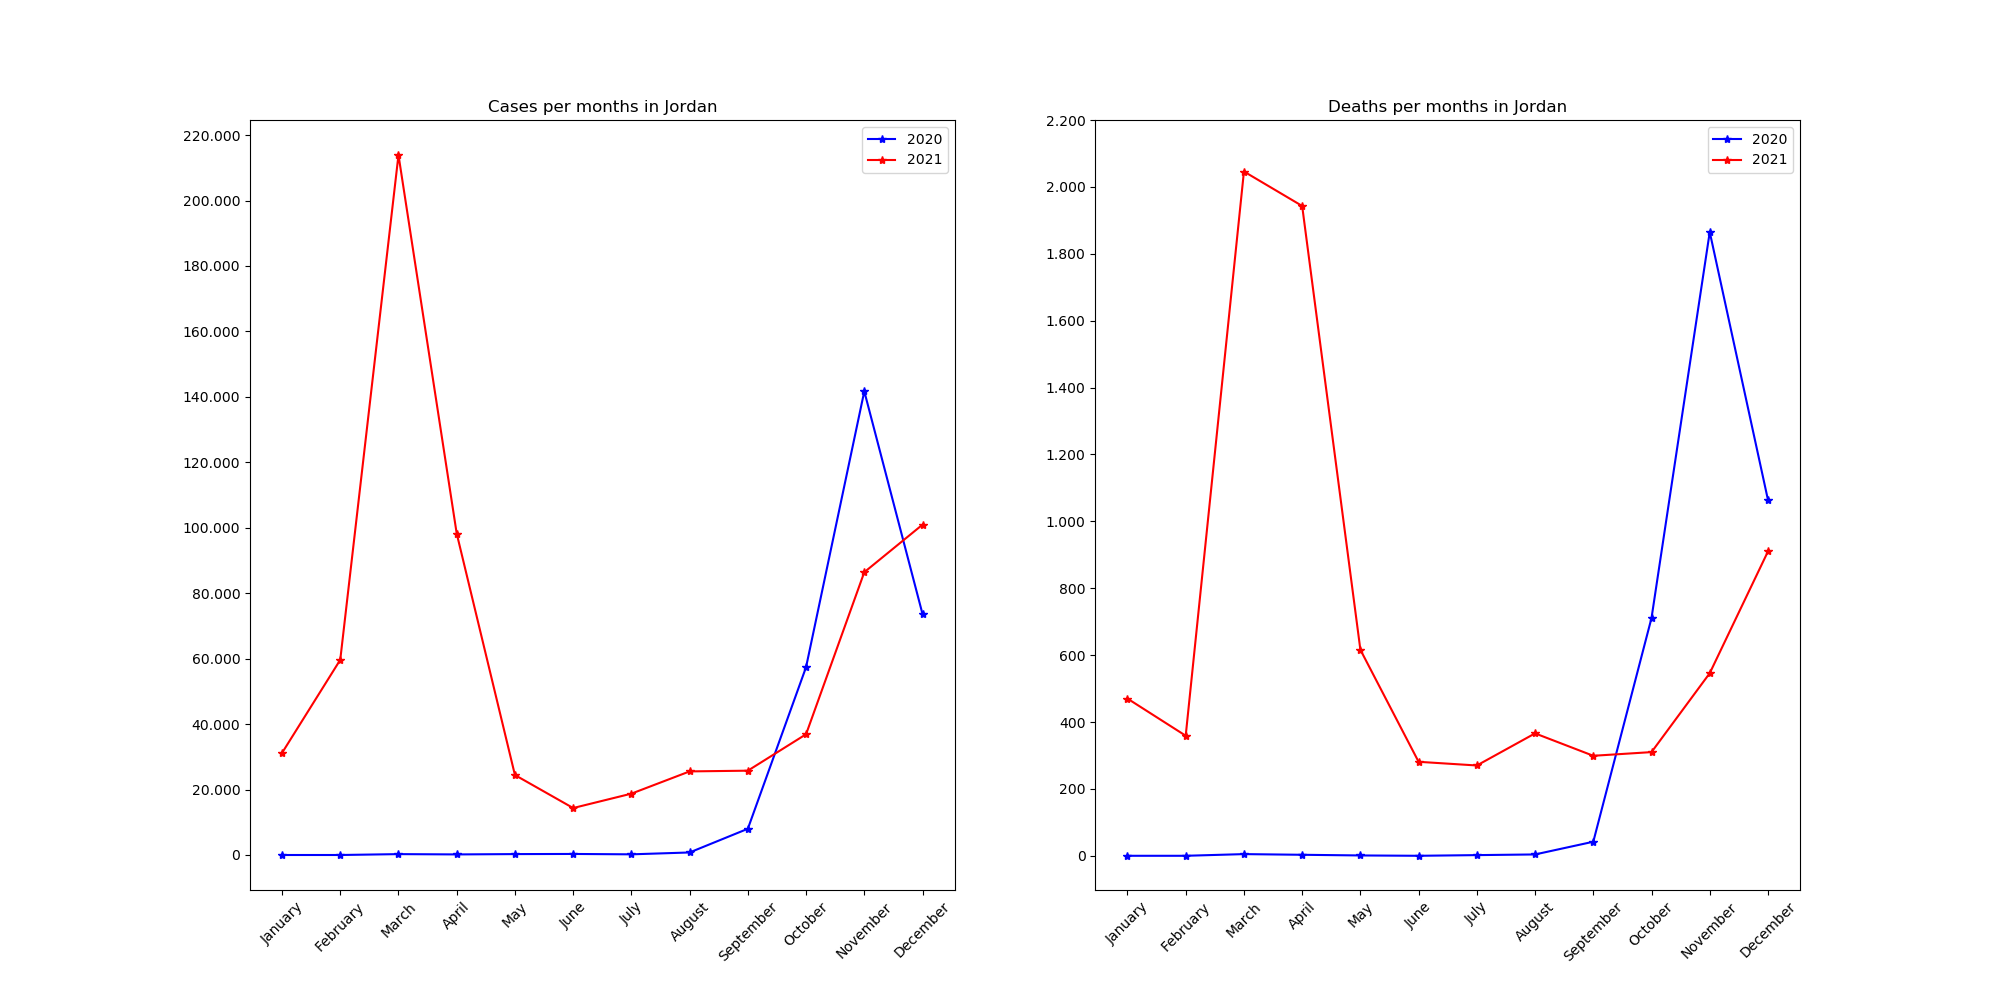 Cases per months in Jordan
220.000
200.000
180.000
160.000
140.000
120.000
100.000
80.000
60.000
40.000
20.000
0
January
February
March
April
May
June
July
August
September
October
November
December
2020
2021
Deaths per months in Jordan
2.200
2.000
1.800
1.600
1.400
1.200
1.000
800
600
400
200
0
January
February
March
April
May
June
July
August
September
October
November
December
2020
2021